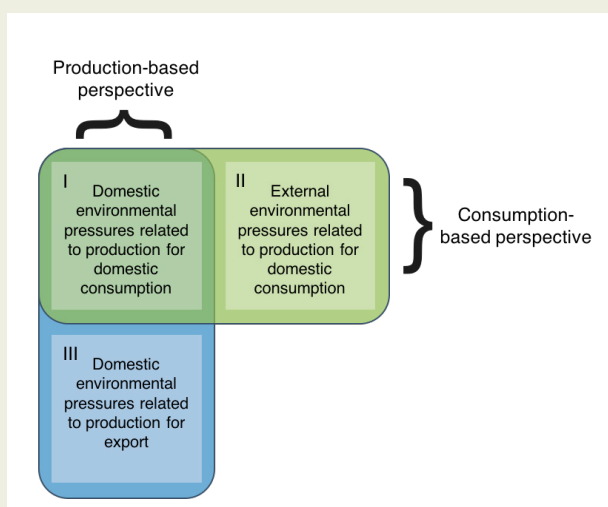 Production-based
perspective
I
Domestic
environmental
pressures related
to production for
domestic
consumption
II
External
environmental
pressures related
to production for
domestic
consumption
Consumption-
based perspective
III
Domestic
environmental
pressures related
to production for
export